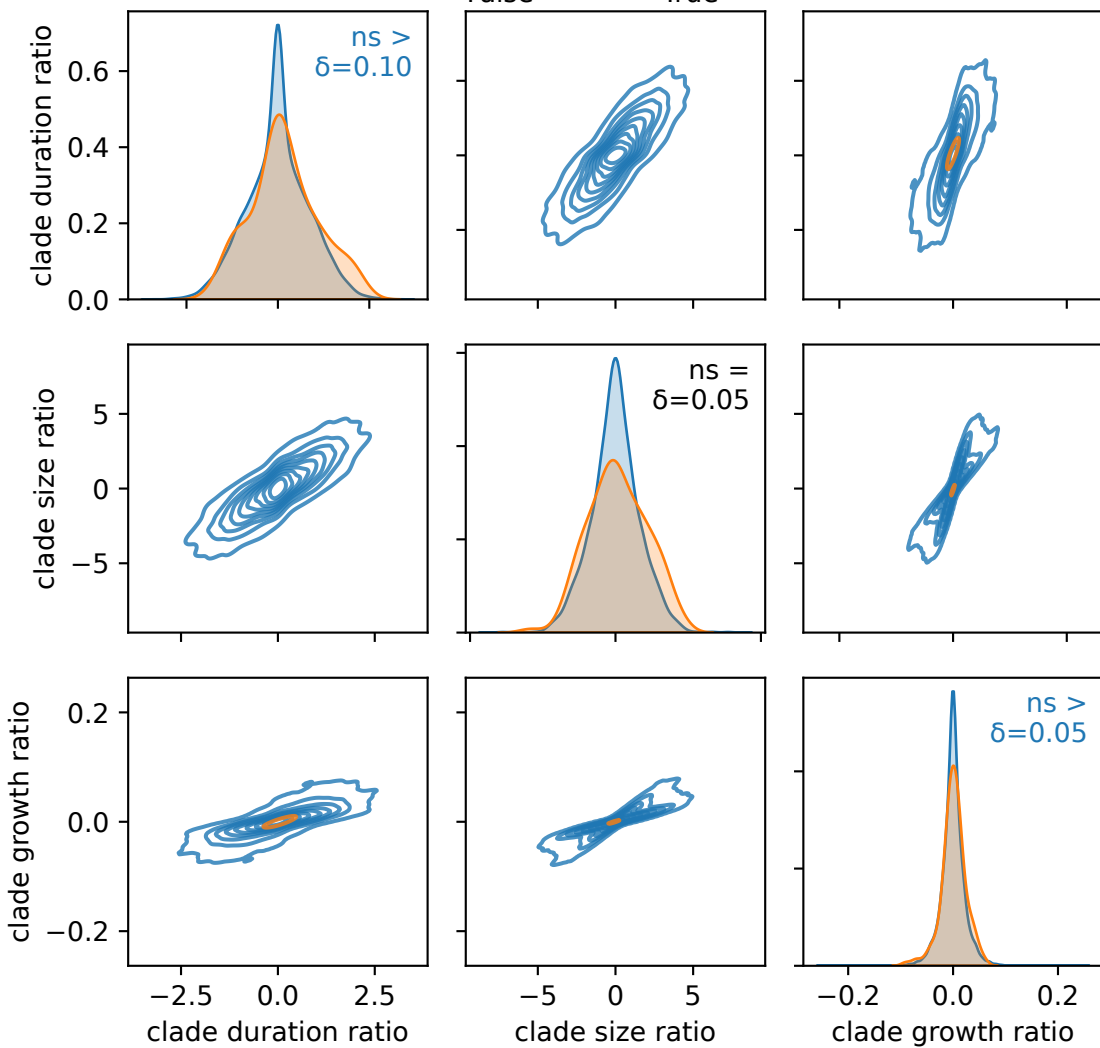 clade duration ratio
0.6
0.4
0.2
0.0
ns >
δ=0.10
clade size ratio
5
0
−5
ns =
δ=0.05
clade growth ratio
0.2
0.0
−0.2
ns >
δ=0.05
−2.5 0.0 2.5
clade duration ratio
−5 0 5
clade size ratio
−0.2 0.0 0.2
clade growth ratio